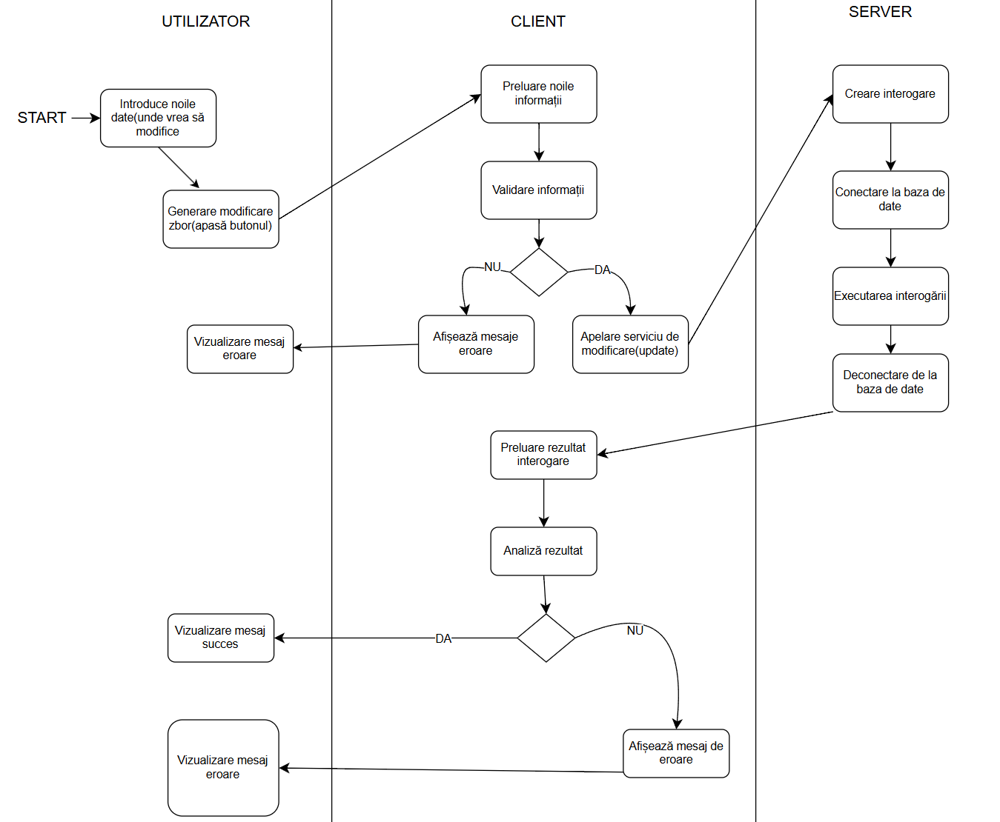 UTILIZATOR
CLIENT
SERVER
START
Introduce noile
date(unde vrea să
modifice
Generare modificare
zbor(apasă butonul)
Preluare noile
informații
Validare informații
NU
DA
Afișează mesaje
eroare
Apelare serviciu de
modificare(update)
Vizualizare mesaj
eroare
Creare interogare
Conectare la baza de
date
Executarea interogării
Deconectare de la
baza de date
Preluare rezultat
interogare
Analiză rezultat
DA
NU
Vizualizare mesaj
succes
Afișează mesaj de
eroare
Vizualizare mesaj
eroare